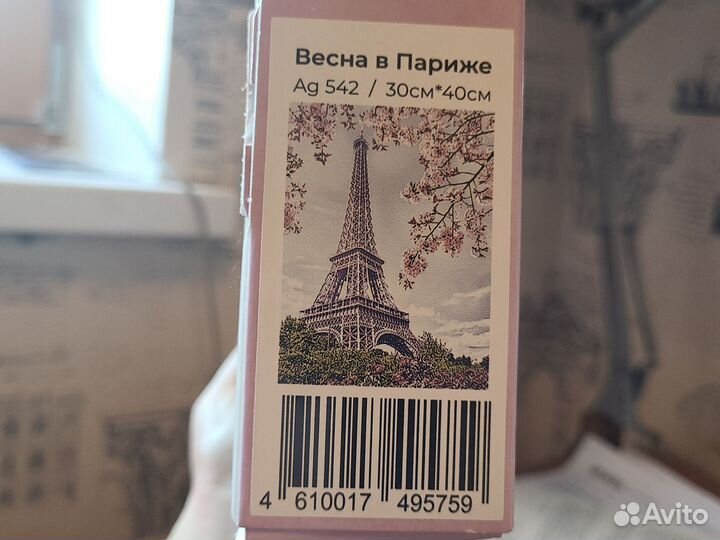 Весна в Париже
Ag 542 / 30см*40см
4 610017 495759
Avito